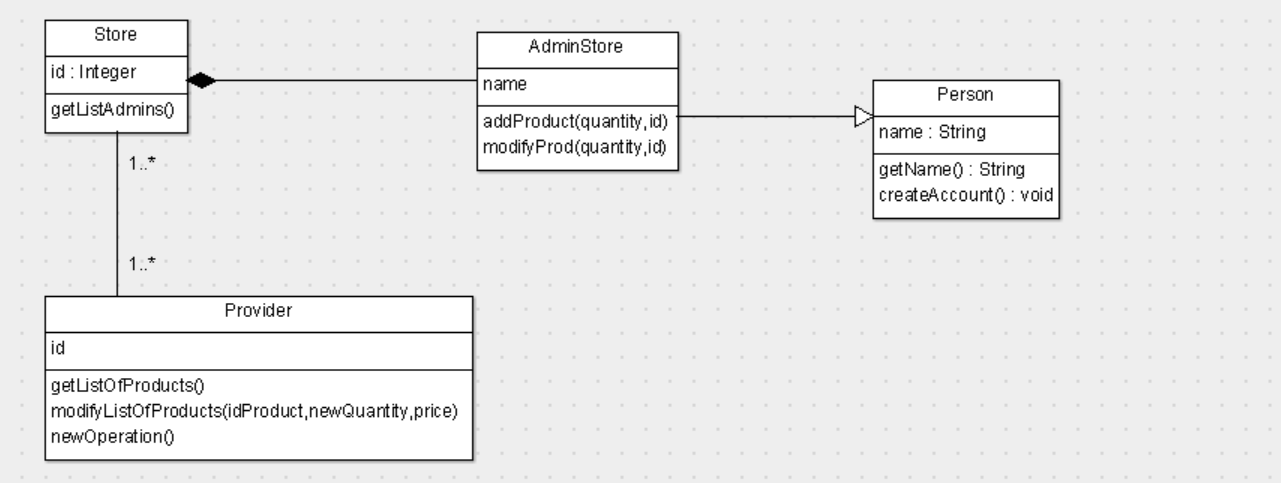 Store
id : Integer
getListAdmins()
AdminStore
name
addProduct(quantity,id)
modifyProd(quantity,id)
Person
name : String
getName() : String
createAccount() : void
1..*
1..*
Provider
id
getListOfProducts()
modifyListOfProducts(idProduct,newQuantity,price)
newOperation()